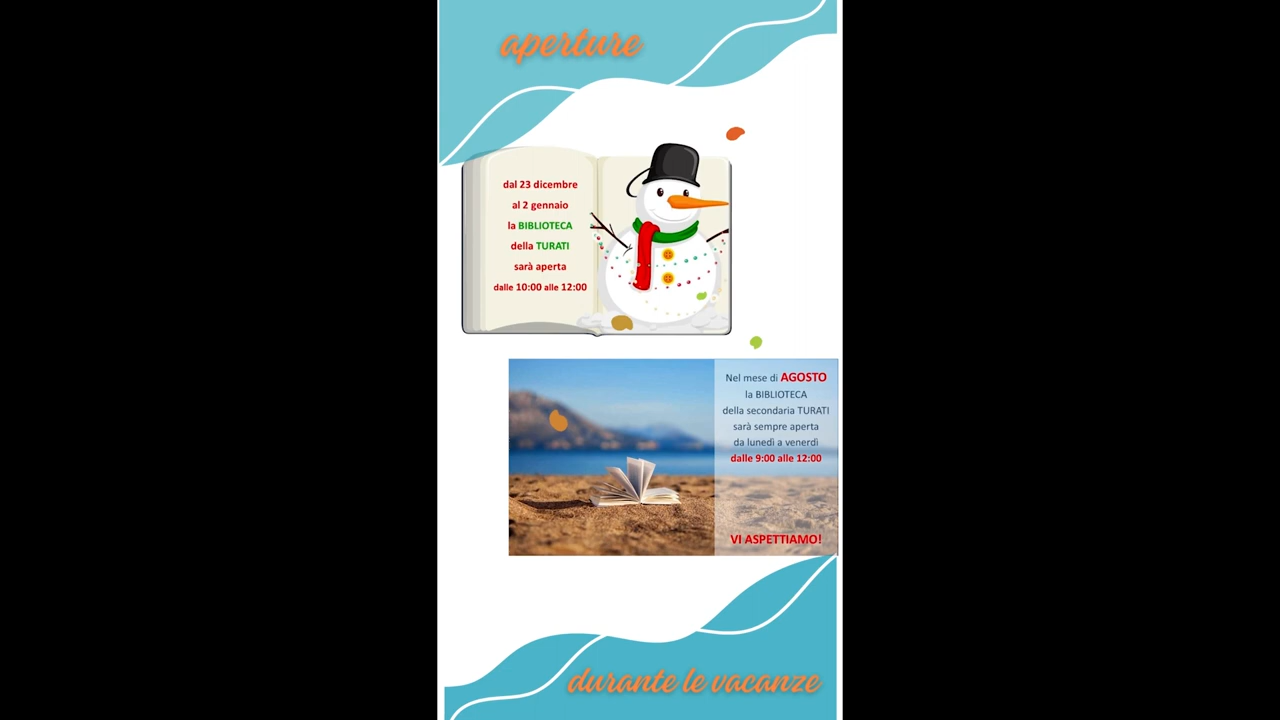 aperture
dal 23 dicembre
al 2 gennaio
la BIBLIOTECA
della TURATI
sarà aperta
dalle 10:00 alle 12:00
Nel mese di AGOSTO
la BIBLIOTECA
della secondaria TURATI
sarà sempre aperta
da lunedì a venerdì
dalle 9:00 alle 12:00
VI ASPETTIAMO!
durante le vacanze